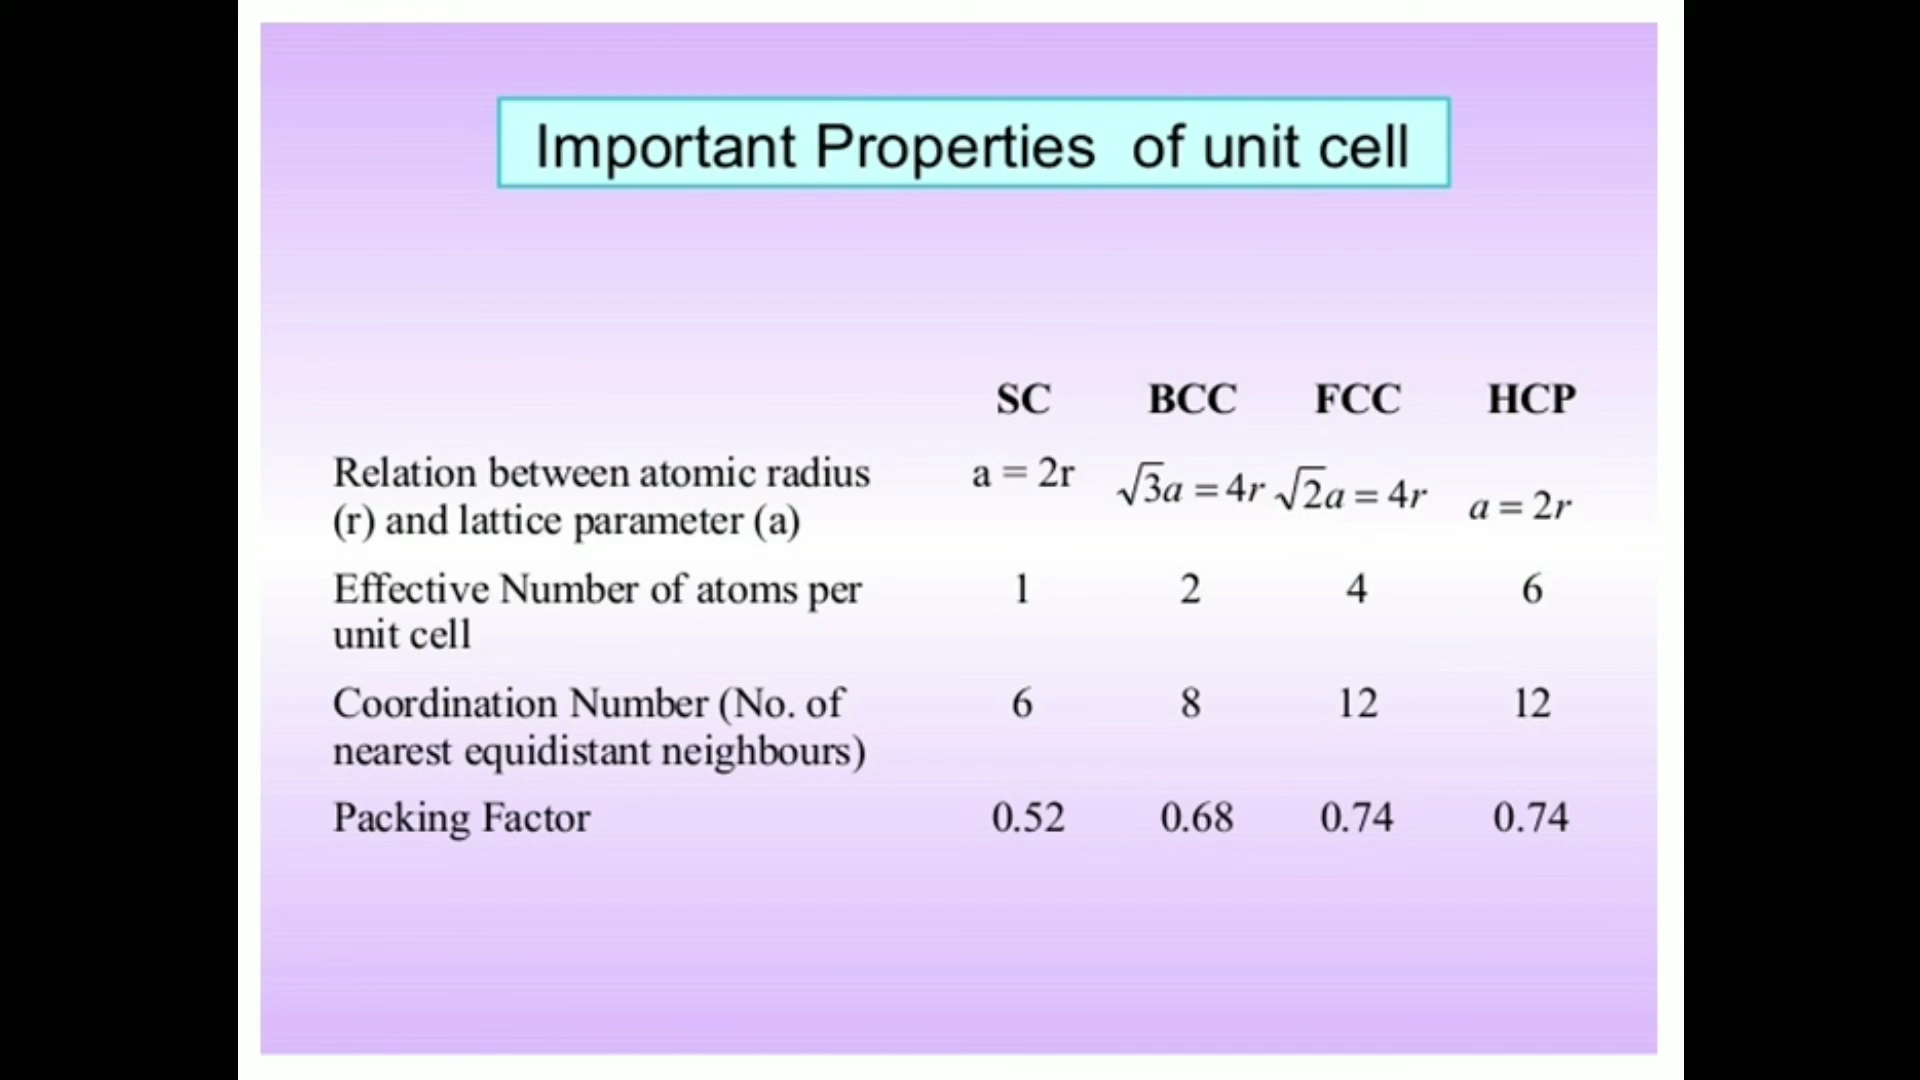 Important Properties of unit cell
SC BCC FCC HCP
Relation between atomic radius a = 2r √3a = 4r √2a = 4r a = 2r
(r) and lattice parameter (a)
Effective Number of atoms per 1 2 4 6
unit cell
Coordination Number (No. of 6 8 12 12
nearest equidistant neighbours)
Packing Factor 0.52 0.68 0.74 0.74